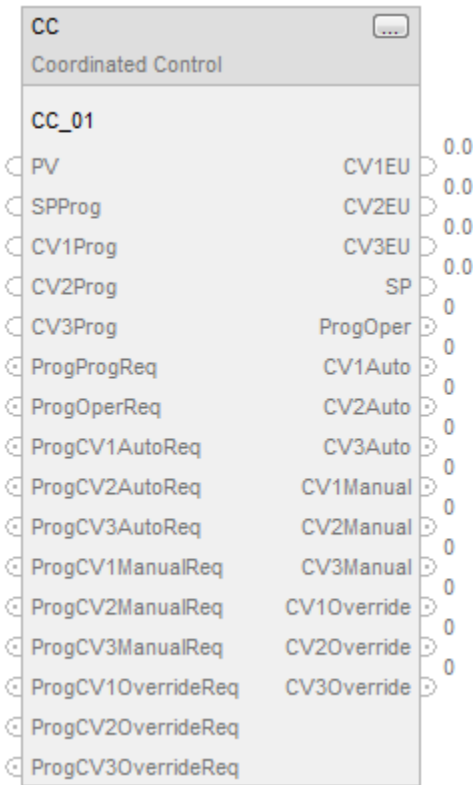 CC ...
Coordinated Control
CC_01
PV CV1EU 0.0
SPProg CV2EU 0.0
CV1Prog CV3EU 0.0
CV2Prog SP 0.0
CV3Prog ProgOper 0
ProgProgReq CV1Auto 0
ProgOperReq CV2Auto 0
ProgCV1AutoReq CV3Auto 0
ProgCV2AutoReq CV1Manual 0
ProgCV3AutoReq CV2Manual 0
ProgCV1ManualReq CV3Manual 0
ProgCV2ManualReq CV1Override 0
ProgCV3ManualReq CV2Override 0
ProgCV1OverrideReq CV3Override 0
ProgCV2OverrideReq
ProgCV3OverrideReq